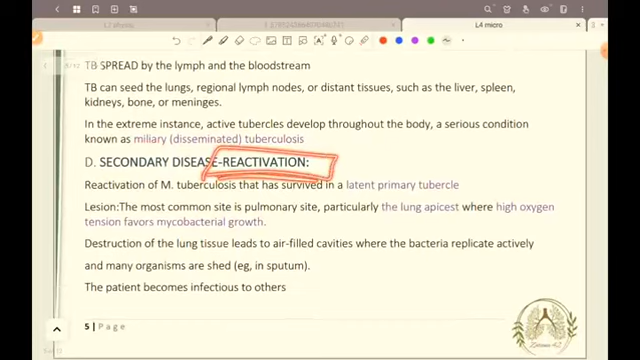 L4 micro
TB SPREAD by the lymph and the bloodstream
TB can seed the lungs, regional lymph nodes, or distant tissues, such as the liver, spleen,
kidneys, bone, or meninges.
In the extreme instance, active tubercles develop throughout the body, a serious condition
known as miliary (disseminated) tuberculosis
D. SECONDARY DISEASE-REACTIVATION:
Reactivation of M. tuberculosis that has survived in a latent primary tubercle
Lesion:The most common site is pulmonary site, particularly the lung apicest where high oxygen
tension favors mycobacterial growth.
Destruction of the lung tissue leads to air-filled cavities where the bacteria replicate actively
and many organisms are shed (eg, in sputum).
The patient becomes infectious to others
5 | Page